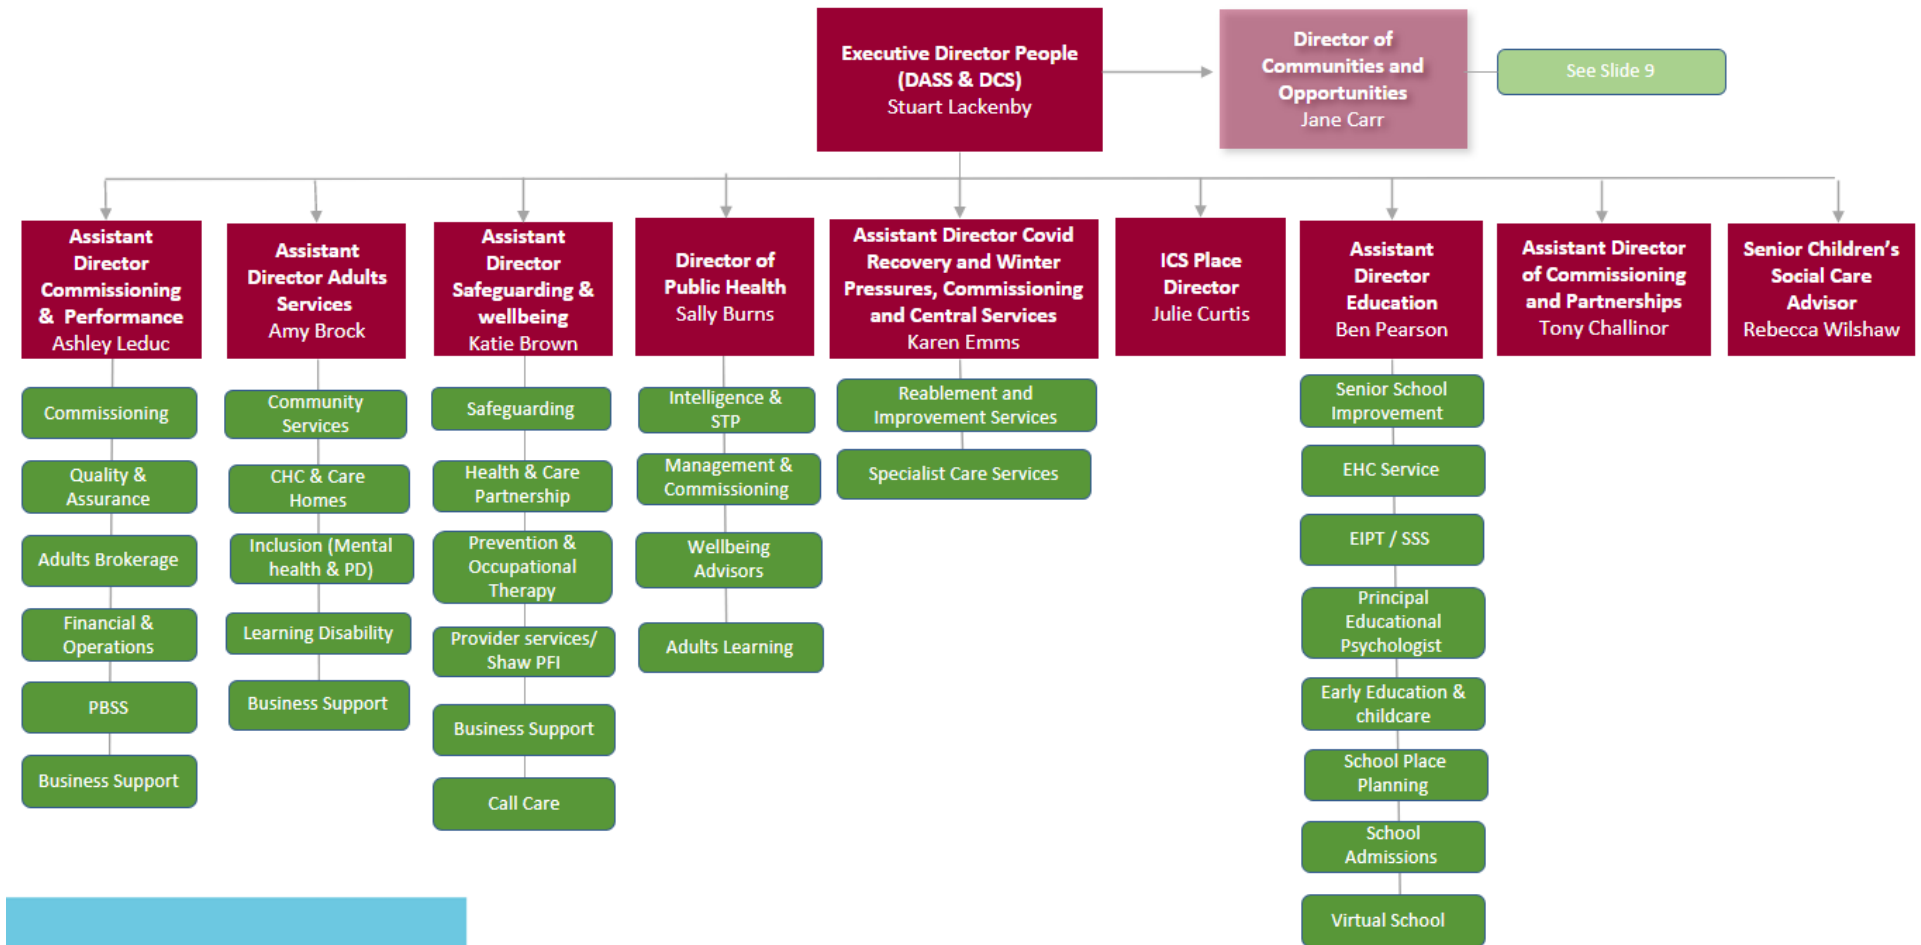 Executive Director People
(DASS & DCS)
Stuart Lackenby
Director of
Communities and
Opportunities
Jane Carr
See Slide 9
Assistant
Director
Commissioning
& Performance
Ashley Leduc
Commissioning
Quality &
Assurance
Adults Brokerage
Financial &
Operations
PBSS
Business Support
Assistant
Director Adults
Services
Amy Brock
Community
Services
CHC & Care
Homes
Inclusion (Mental
health & PD)
Learning Disability
Business Support
Assistant
Director
Safeguarding &
wellbeing
Katie Brown
Safeguarding
Health & Care
Partnership
Prevention &
Occupational
Therapy
Provider services/
Shaw PFI
Business Support
Call Care
Director of
Public Health
Sally Burns
Intelligence &
STP
Management &
Commissioning
Wellbeing
Advisors
Adults Learning
Assistant Director Covid
Recovery and Winter
Pressures, Commissioning
and Central Services
Karen Emms
Reablement and
Improvement Services
Specialist Care Services
ICS Place
Director
Julie Curtis
Assistant
Director
Education
Ben Pearson
Senior School
Improvement
EHC Service
EIPT / SSS
Principal
Educational
Psychologist
Early Education &
childcare
School Place
Planning
School
Admissions
Virtual School
Assistant Director
of Commissioning
and Partnerships
Tony Challinor
Senior Children's
Social Care
Advisor
Rebecca Wilshaw